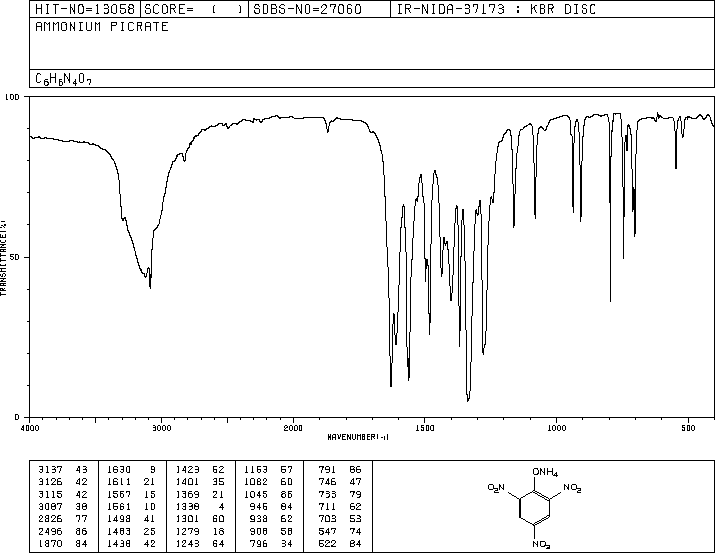 HIT-NO=13058 SCORE= ( ) SDBS-NO=27060 IR-NIDA-37173 : KBR DISC
AMMONIUM PICRATE
C₆H₆N₄O₇
100
50
0
TRANSMITTANCE(%)
4000 3000 2000 1500 1000 500
WAVENUMBER(-1)
3137 43 1630 9 1423 52 1163 57 791 86
3126 42 1611 21 1401 35 1082 60 746 47
3115 42 1567 15 1369 21 1045 86 733 79
3087 38 1561 10 1338 4 945 84 711 62
2826 77 1498 41 1301 60 938 62 703 53
2496 86 1483 25 1279 18 908 58 547 74
1870 84 1438 42 1243 64 796 34 522 84
ONH₄
O₂N NO₂
NO₂